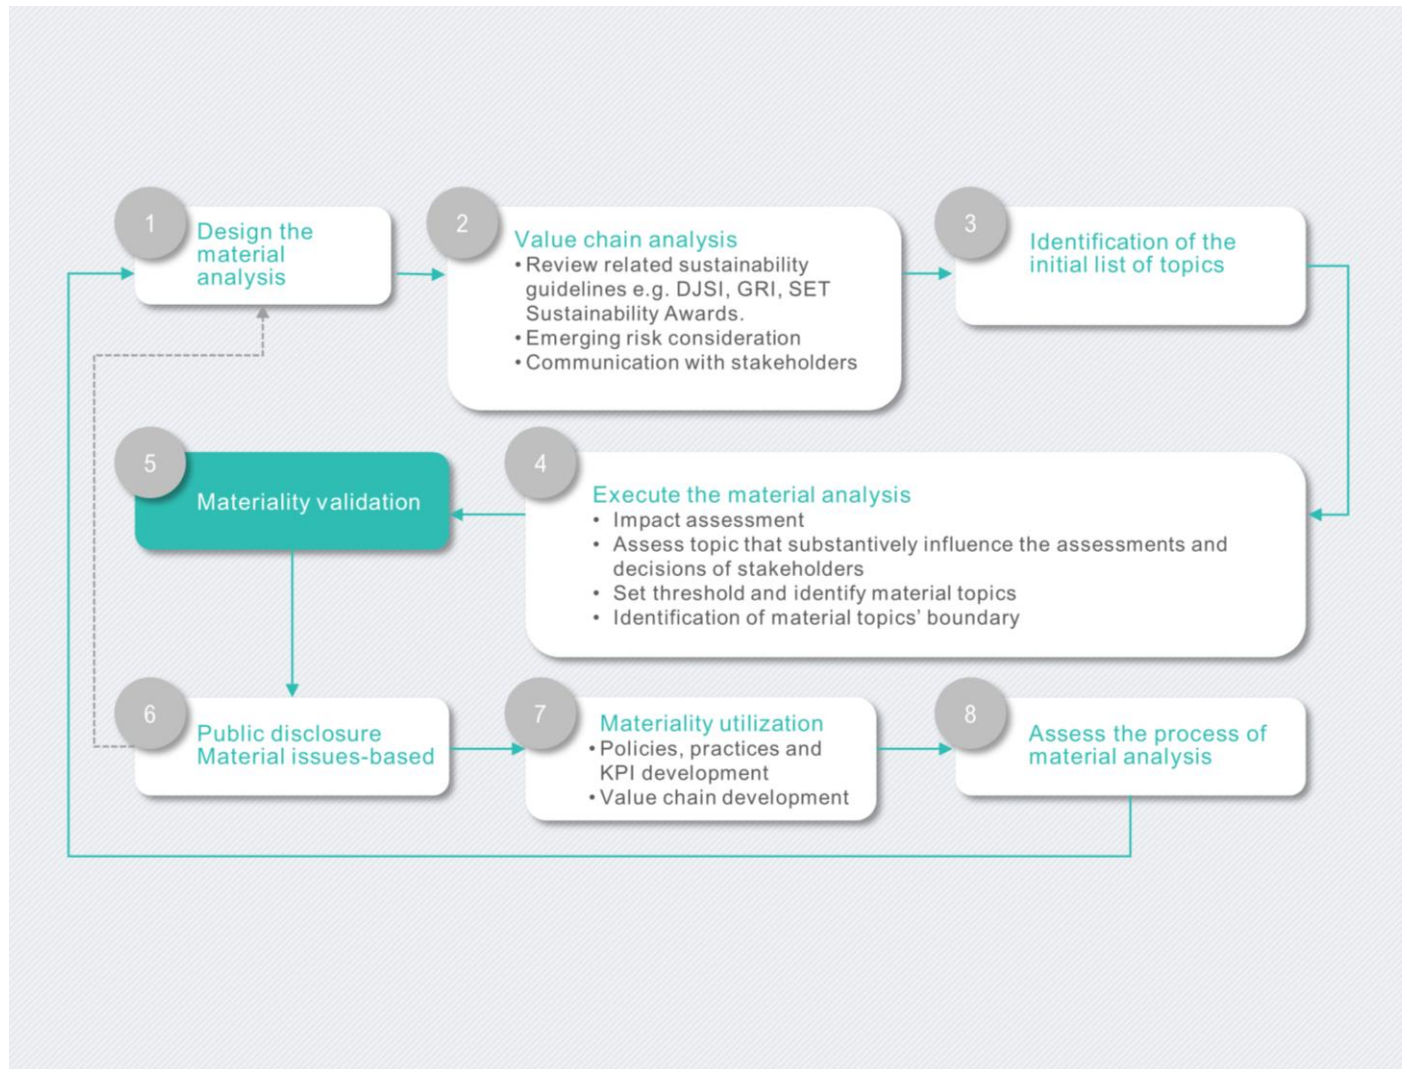 1
Design the
material
analysis
2
Value chain analysis
• Review related sustainability
guidelines e.g. DJSI, GRI, SET
Sustainability Awards.
• Emerging risk consideration
• Communication with stakeholders
3
Identification of the
initial list of topics
4
Execute the material analysis
• Impact assessment
• Assess topic that substantively influence the assessments and
decisions of stakeholders
• Set threshold and identify material topics
• Identification of material topics’ boundary
5
Materiality validation
6
Public disclosure
Material issues-based
7
Materiality utilization
• Policies, practices and
KPI development
• Value chain development
8
Assess the process of
material analysis